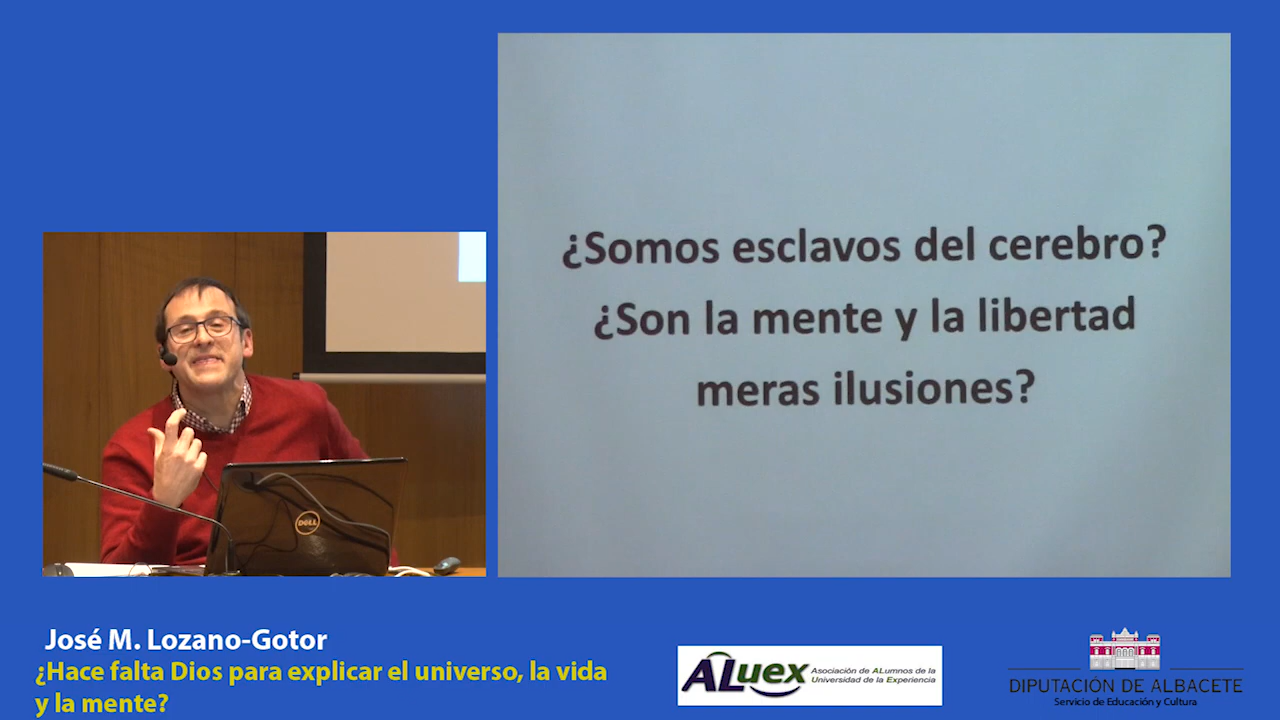 ¿Somos esclavos del cerebro?
¿Son la mente y la libertad
meras ilusiones?
DELL
José M. Lozano-Gotor
¿Hace falta Dios para explicar el universo, la vida
y la mente?
ALuex
Asociación de ALumnos de la
Universidad de la Experiencia
DIPUTACIÓN DE ALBACETE
Servicio de Educación y Cultura